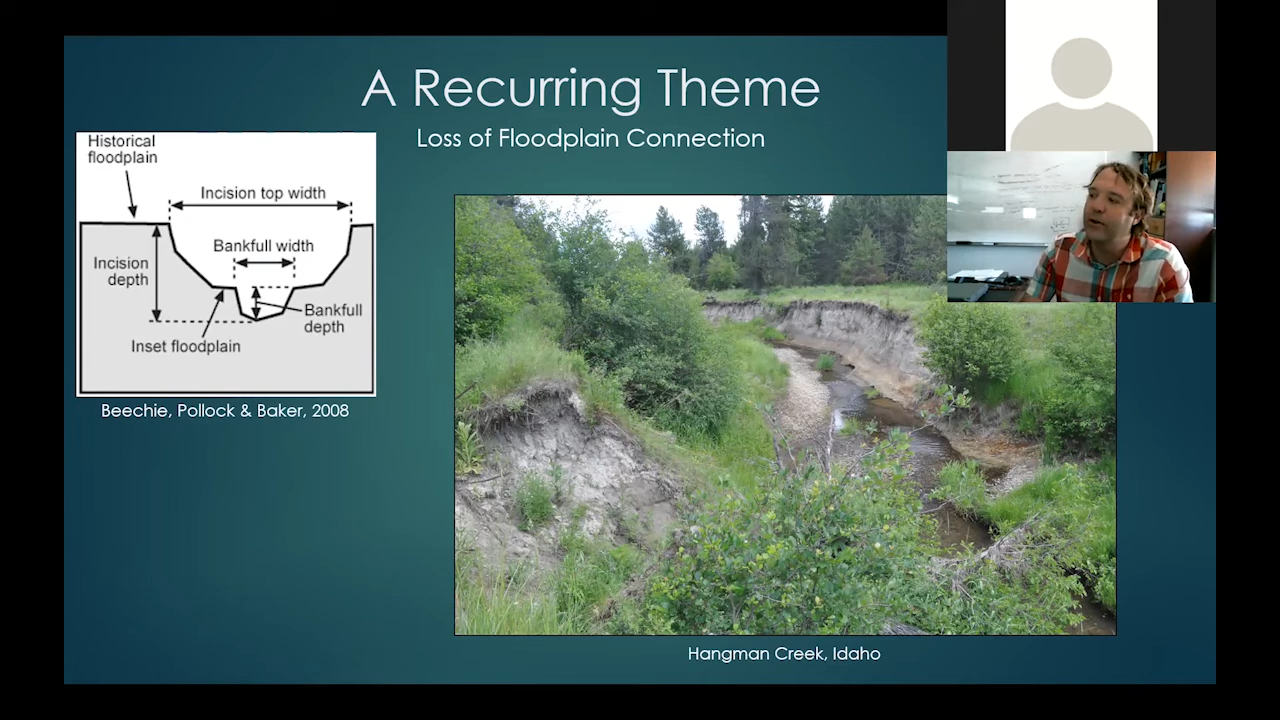 A Recurring Theme
Loss of Floodplain Connection
Historical
floodplain
Incision top width
Bankfull width
Incision
depth
Bankfull
depth
Inset floodplain
Beechie, Pollock & Baker, 2008
Hangman Creek, Idaho